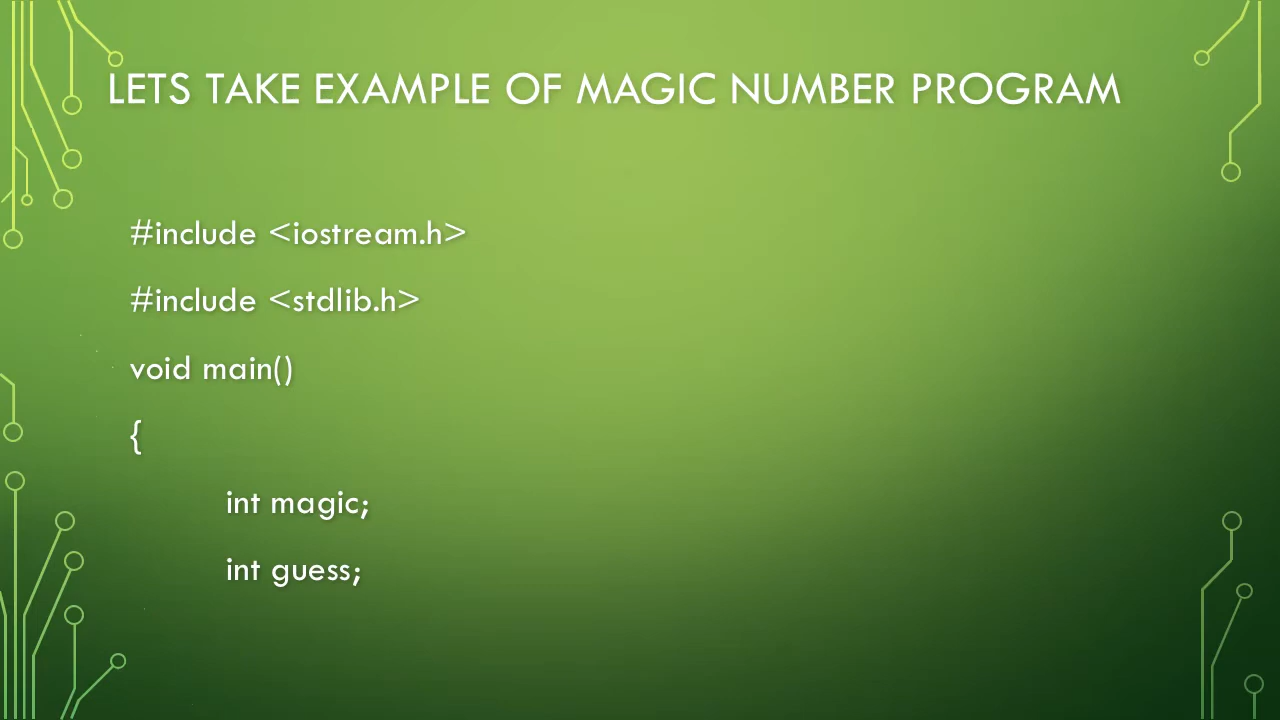 LETS TAKE EXAMPLE OF MAGIC NUMBER PROGRAM
#include <iostream.h>
#include <stdlib.h>
void main()
{
int magic;
int guess;